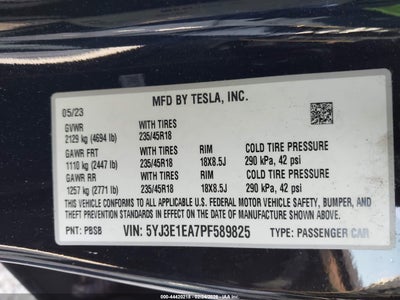 MFD BY TESLA, INC.
05/23
GVWR WITH TIRES
2129 kg (4694 lb) 235/45R18
GAWR FRT WITH TIRES RIM COLD TIRE PRESSURE
1110 kg (2447 lb) 235/45R18 18X8.5J 290 kPa, 42 psi
GAWR RR WITH TIRES RIM COLD TIRE PRESSURE
1257 kg (2771 lb) 235/45R18 18X8.5J 290 kPa, 42 psi
THIS VEHICLE CONFORMS TO ALL APPLICABLE U.S. FEDERAL MOTOR VEHICLE SAFETY, BUMPER, AND
THEFT PREVENTION STANDARDS IN EFFECT ON THE DATE OF MANUFACTURE SHOWN ABOVE.
PNT: PBSB VIN: 5YJ3E1EA7PF589825 TYPE: PASSENGER CAR